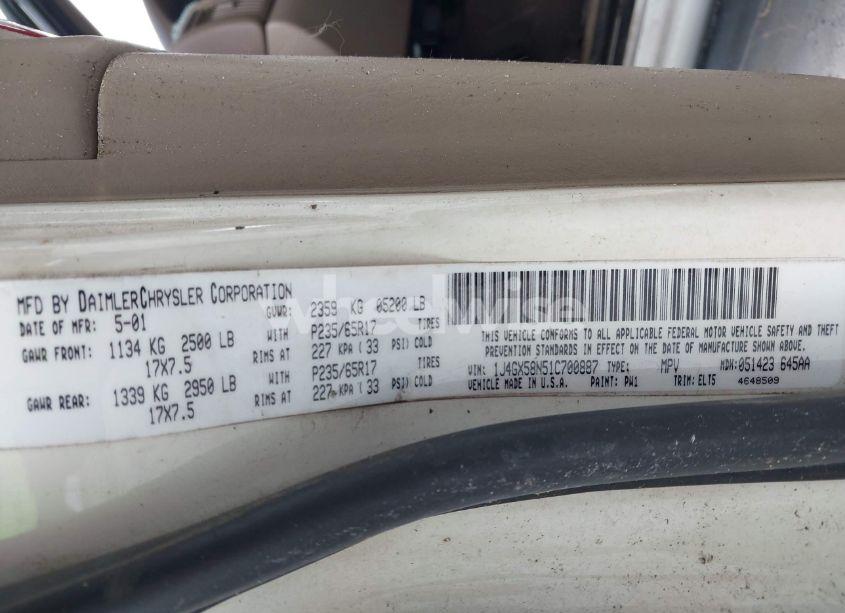 MFD BY DAIMLERCHRYSLER CORPORATION
DATE OF MFR: 5-01 GVWR: 2359 KG 05200 LB
GAWR FRONT: 1134 KG 2500 LB WITH P235/65R17 TIRES
17X7.5 RIMS AT 227 KPA ( 33 PSI) COLD
GAWR REAR: 1339 KG 2950 LB WITH P235/65R17 TIRES
17X7.5 RIMS AT 227 KPA ( 33 PSI) COLD
THIS VEHICLE CONFORMS TO ALL APPLICABLE FEDERAL MOTOR VEHICLE SAFETY AND THEFT
PREVENTION STANDARDS IN EFFECT ON THE DATE OF MANUFACTURE SHOWN ABOVE.
VIN: 1J4GX58N51C700887 TYPE: MPV MDH:051423 645AA
VEHICLE MADE IN U.S.A. PAINT: PW1 TRIM: ELT5 4648509
wheelwise